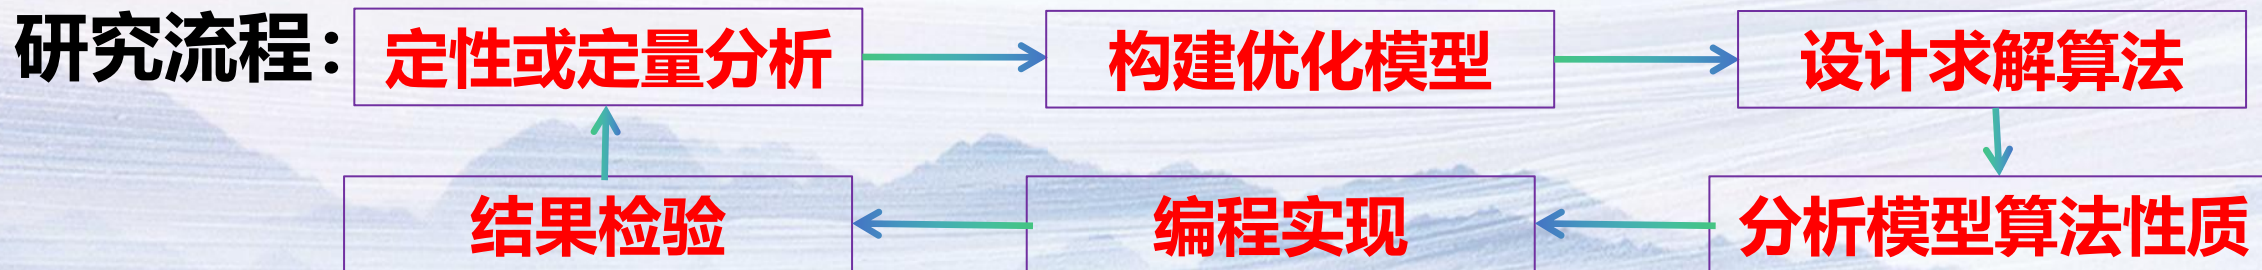 研究流程：
定性或定量分析
构建优化模型
设计求解算法
结果检验
编程实现
分析模型算法性质